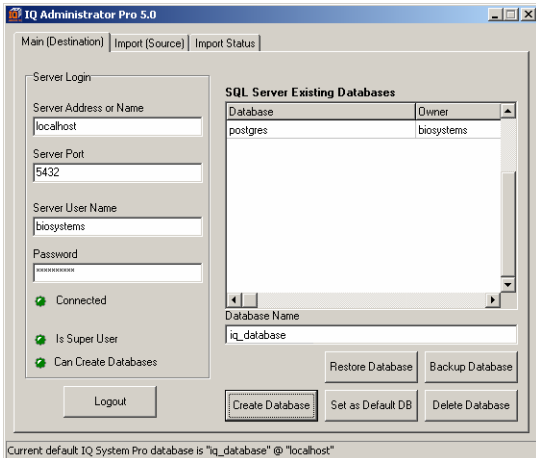 IQ Administrator Pro 5.0
Main (Destination) Import (Source) Import Status
Server Login
Server Address or Name
localhost
Server Port
5432
Server User Name
biosystems
Password
**********
Connected
Is Super User
Can Create Databases
Logout
SQL Server Existing Databases
Database Owner
postgres biosystems
Database Name
iq_database
Restore Database Backup Database
Create Database Set as Default DB Delete Database
Current default IQ System Pro database is "iq_database" @ "localhost"